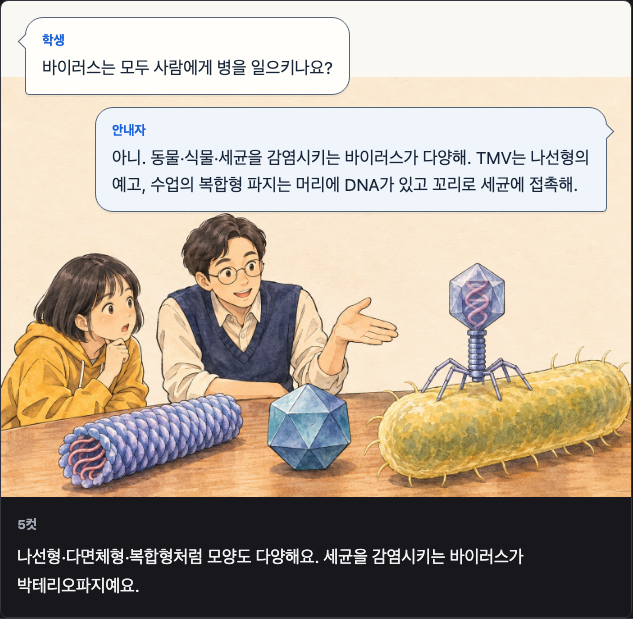 학생
바이러스는 모두 사람에게 병을 일으키나요?
안내자
아니. 동물·식물·세균을 감염시키는 바이러스가 다양해. TMV는 나선형의
예고, 수업의 복합형 파지는 머리에 DNA가 있고 꼬리로 세균에 접촉해.
5컷
나선형·다면체형·복합형처럼 모양도 다양해요. 세균을 감염시키는 바이러스가
박테리오파지예요.